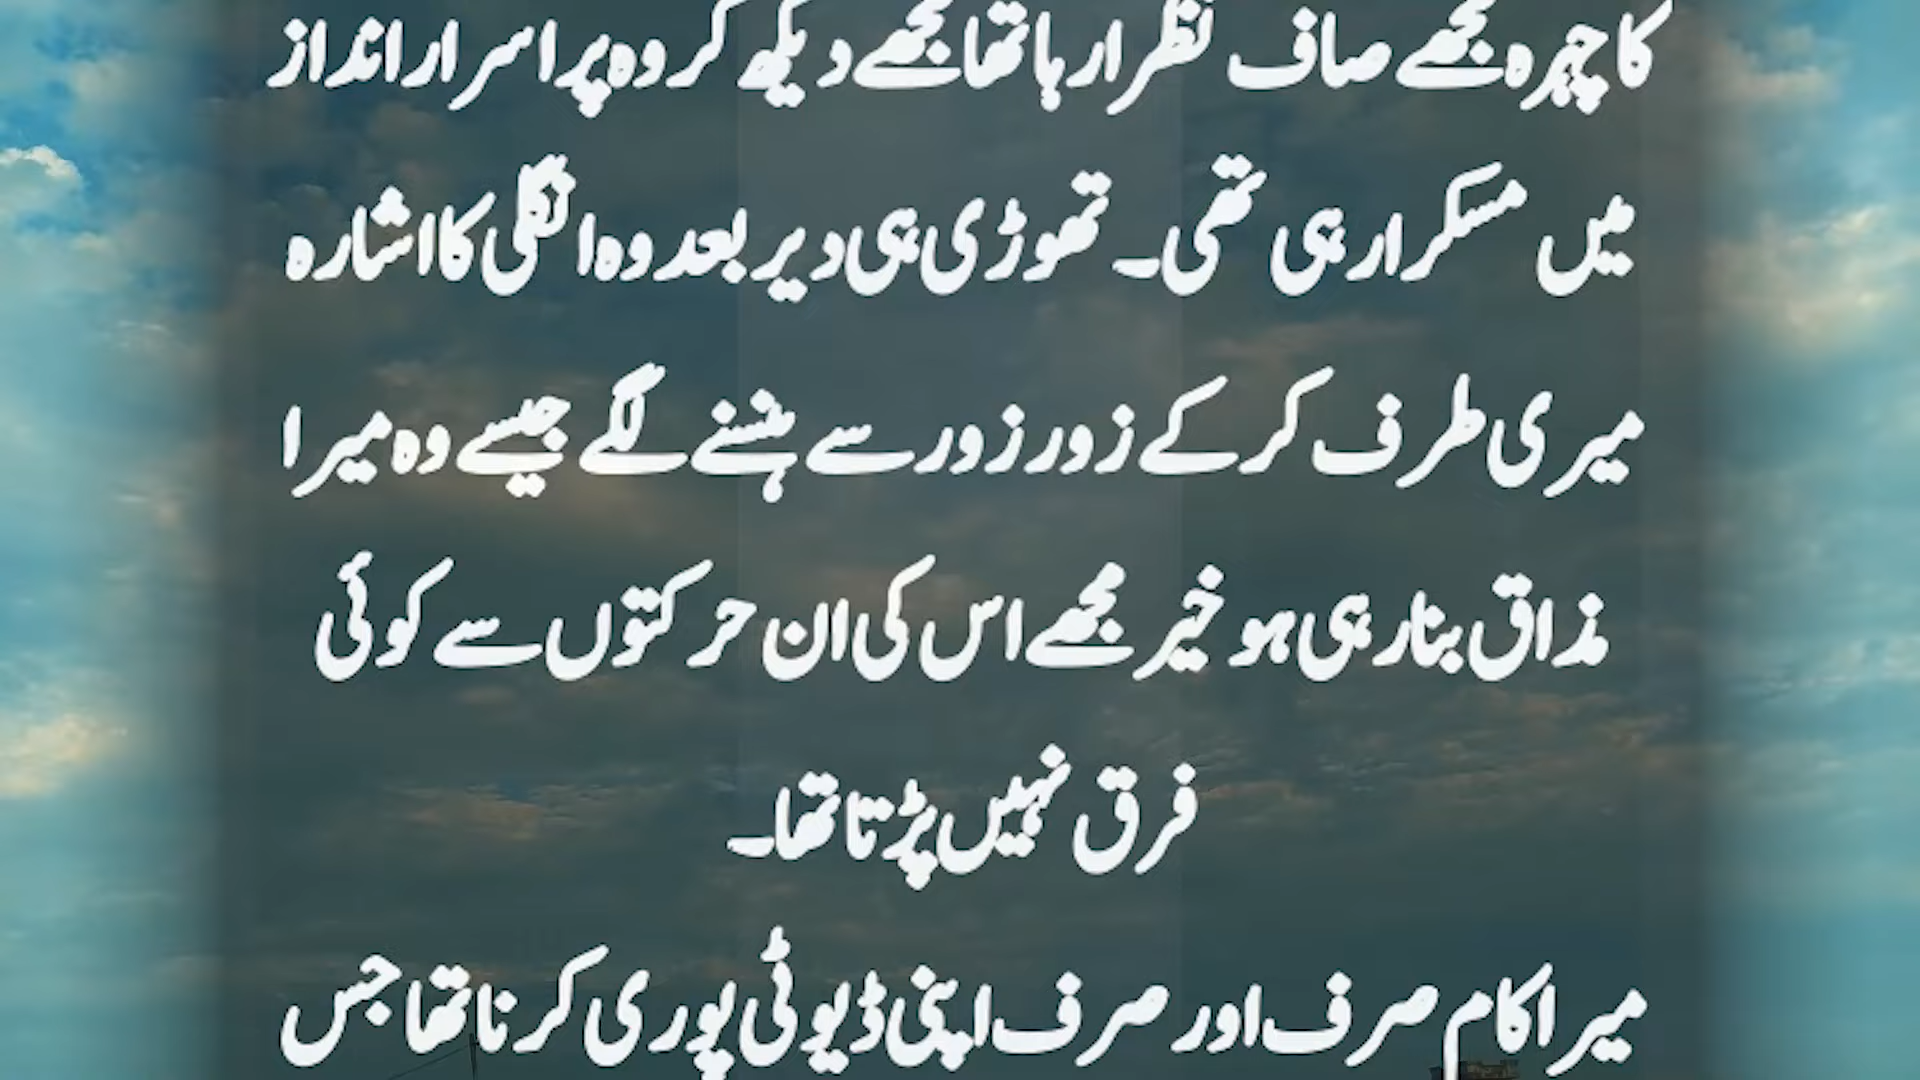 کا چہرہ مجھے صاف نظر ارہا تھا مجھے دیکھ کر وہ پراسرار انداز
میں مسکرا رہی تھی۔ تھوڑی ہی دیر بعد وہ انگلی کا اشارہ
میری طرف کر کے زور زور سے ہنسنے لگے جیسے وہ میرا
مذاق بنا رہی ہو خیر مجھے اس کی ان حرکتوں سے کوئی
فرق نہیں پڑتا تھا۔
میرا کام صرف اور صرف اپنی ڈیوٹی پوری کرنا تھا جس